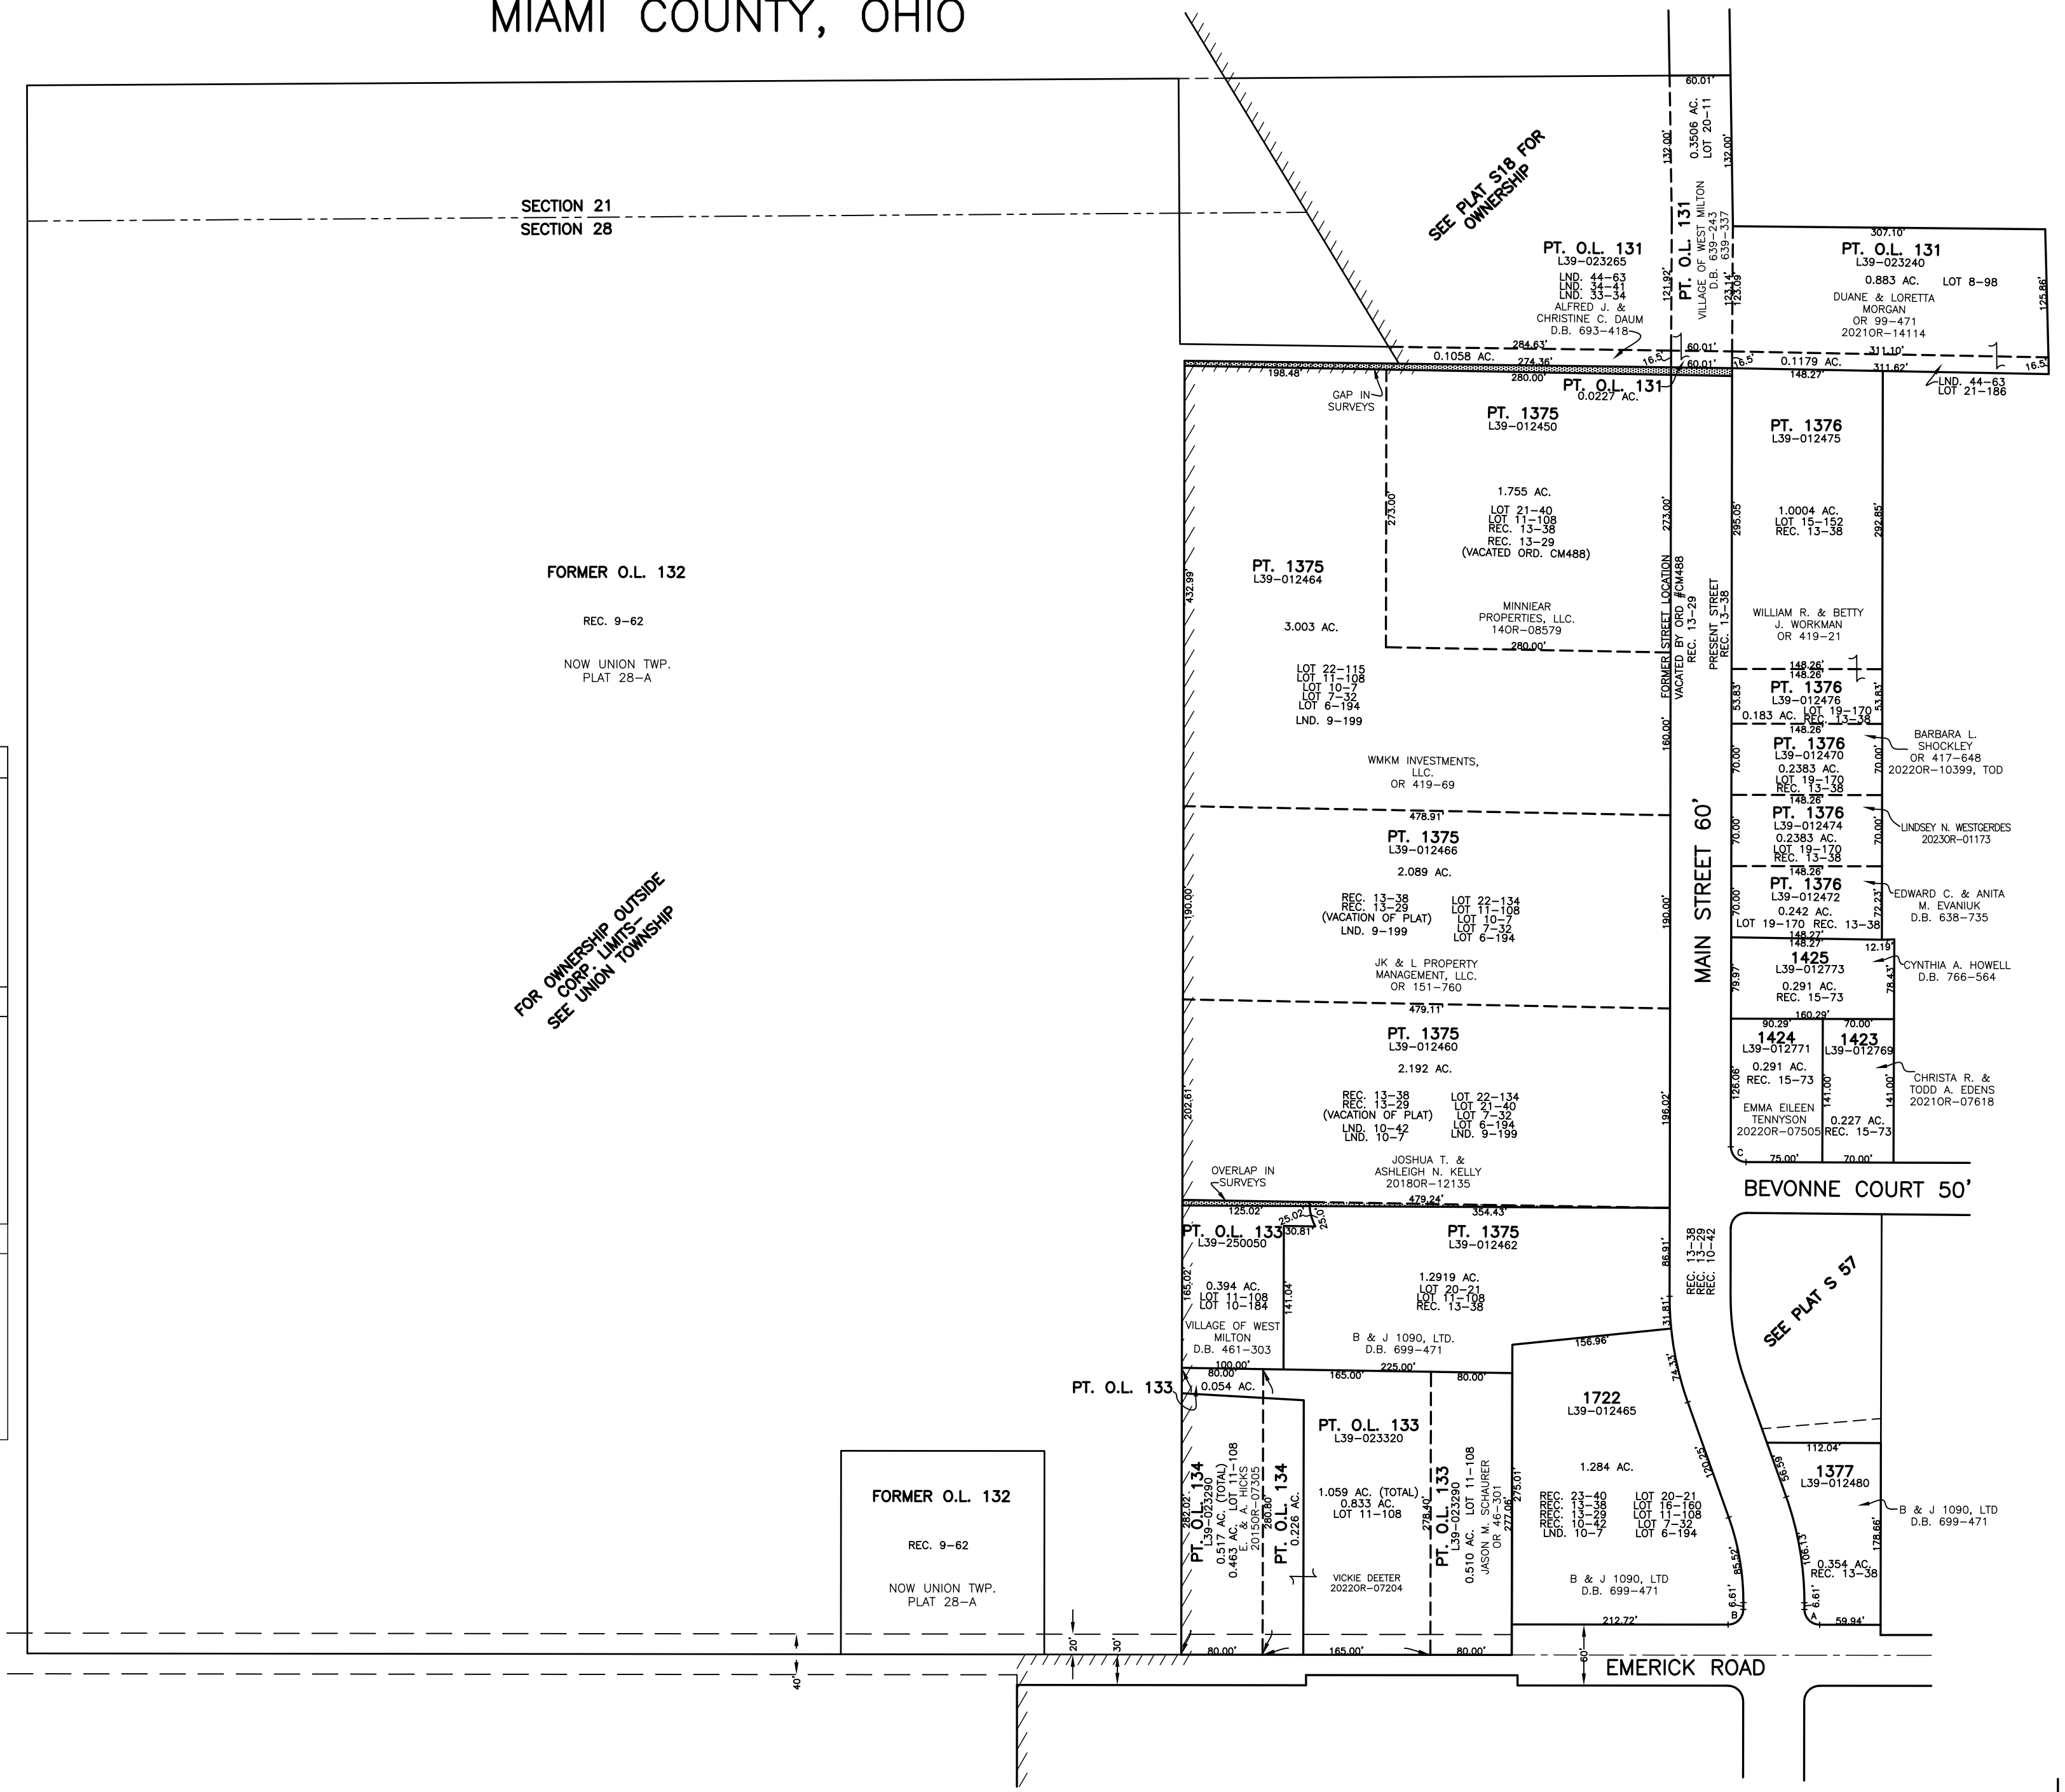 MIAMI COUNTY, OHIO
SECTION 21
SECTION 28
FORMER O.L. 132
REC. 9-62
NOW UNION TWP.
PLAT 28-A
FOR OWNERSHIP OUTSIDE
CORP. LIMITS-
SEE UNION TOWNSHIP
FORMER O.L. 132
REC. 9-62
NOW UNION TWP.
PLAT 28-A
40'
20'
30'
SEE PLAT S18 FOR
OWNERSHIP
60.01'
132.00'
0.3506 AC.
LOT 20-11
132.00'
PT. O.L. 131
VILLAGE OF WEST MILTON
D.B. 639-243
639-337
121.92'
123.14'
123.09'
PT. O.L. 131
L39-023265
LND. 44-63
LND. 34-41
LND. 33-34
ALFRED J. &
CHRISTINE C. DAUM
D.B. 693-418
284.63'
0.1058 AC.
274.36'
16.5'
60.01'
60.01'
16.5'
307.10'
PT. O.L. 131
L39-023240
0.883 AC.
LOT 8-98
DUANE & LORETTA
MORGAN
OR 99-471
2021OR-14114
125.86'
311.10'
0.1179 AC.
311.62'
16.5'
148.27'
LND. 44-63
LOT 21-186
198.48'
280.00'
PT. O.L. 131
0.0227 AC.
GAP IN
SURVEYS
PT. 1375
L39-012450
1.755 AC.
LOT 21-40
LOT 11-108
REC. 13-38
REC. 13-29
(VACATED ORD. CM488)
MINNIEAR
PROPERTIES, LLC.
14OR-08579
273.00'
273.00'
280.00'
PT. 1375
L39-012464
3.003 AC.
432.99'
LOT 22-115
LOT 11-108
LOT 10-7
LOT 7-32
LOT 6-194
LND. 9-199
WMKM INVESTMENTS,
LLC.
OR 419-69
160.00'
478.91'
FORMER STREET LOCATION
VACATED BY ORD #CM488
REC. 13-29
PRESENT STREET
REC. 13-38
MAIN STREET 60'
PT. 1376
L39-012475
1.0004 AC.
LOT 15-152
REC. 13-38
295.05'
292.85'
WILLIAM R. & BETTY
J. WORKMAN
OR 419-21
148.26'
148.26'
PT. 1376
L39-012476
LOT 19-170
0.183 AC. REC. 13-38
53.83'
53.83'
148.26'
PT. 1376
L39-012470
0.2383 AC.
LOT 19-170
REC. 13-38
70.00'
70.00'
BARBARA L.
SHOCKLEY
OR 417-648
2022OR-10399, TOD
148.26'
PT. 1376
L39-012474
0.2383 AC.
LOT 19-170
REC. 13-38
70.00'
70.00'
LINDSEY N. WESTGERDES
2023OR-01173
148.26'
PT. 1376
L39-012472
0.242 AC.
LOT 19-170 REC. 13-38
70.00'
72.23'
EDWARD C. & ANITA
M. EVANIUK
D.B. 638-735
148.27'
148.27'
12.19'
1425
L39-012773
0.291 AC.
REC. 15-73
79.97'
78.43'
CYNTHIA A. HOWELL
D.B. 766-564
160.29'
90.29'
70.00'
1424
L39-012771
0.291 AC.
REC. 15-73
126.06'
EMMA EILEEN
TENNYSON
2022OR-07505
1423
L39-012769
141.00'
141.00'
0.227 AC.
REC. 15-73
CHRISTA R. &
TODD A. EDENS
2021OR-07618
C
75.00'
70.00'
BEVONNE COURT 50'
PT. 1375
L39-012466
2.089 AC.
190.00'
190.00'
REC. 13-38
REC. 13-29
(VACATION OF PLAT)
LND. 9-199
LOT 22-134
LOT 11-108
LOT 10-7
LOT 7-32
LOT 6-194
JK & L PROPERTY
MANAGEMENT, LLC.
OR 151-760
479.11'
PT. 1375
L39-012460
2.192 AC.
202.61'
196.02'
REC. 13-38
REC. 13-29
(VACATION OF PLAT)
LND. 10-42
LND. 10-7
LOT 22-134
LOT 21-40
LOT 7-32
LOT 6-194
LND. 9-199
JOSHUA T. &
ASHLEIGH N. KELLY
2018OR-12135
OVERLAP IN
SURVEYS
479.24'
125.02'
25.02'
25.0'
30.81'
354.43'
PT. O.L. 133
L39-250050
165.02'
0.394 AC.
LOT 11-108
LOT 10-184
141.04'
VILLAGE OF WEST
MILTON
D.B. 461-303
100.00'
PT. 1375
L39-012462
1.2919 AC.
LOT 20-21
LOT 11-108
REC. 13-38
B & J 1090, LTD.
D.B. 699-471
86.91'
31.81'
225.00'
156.96'
REC. 13-38
REC. 13-29
REC. 10-42
SEE PLAT S 57
80.00'
165.00'
80.00'
PT. O.L. 133
0.054 AC.
PT. O.L. 134
L39-023290
0.517 AC. (TOTAL)
0.463 AC. LOT 11-108
E. & A. HICKS
2015OR-07305
282.02'
280.80'
PT. O.L. 134
0.226 AC.
PT. O.L. 133
L39-023320
1.059 AC. (TOTAL)
0.833 AC.
LOT 11-108
VICKIE DEETER
2022OR-07204
278.40'
PT. O.L. 133
L39-023290
0.510 AC. LOT 11-108
JASON M. SCHAURER
OR 46-301
277.06'
275.01'
1722
L39-012465
1.284 AC.
REC. 23-40
REC. 13-38
REC. 13-29
REC. 10-42
LND. 10-7
LOT 20-21
LOT 16-160
LOT 7-32
LOT 6-194
B & J 1090, LTD
D.B. 699-471
74.33'
120.25'
85.52'
6.61'
B
212.72'
112.04'
1377
L39-012480
56.59'
106.13'
178.66'
0.354 AC.
REC. 13-38
B & J 1090, LTD
D.B. 699-471
6.61'
A
59.94'
80.00'
165.00'
80.00'
60'
EMERICK ROAD